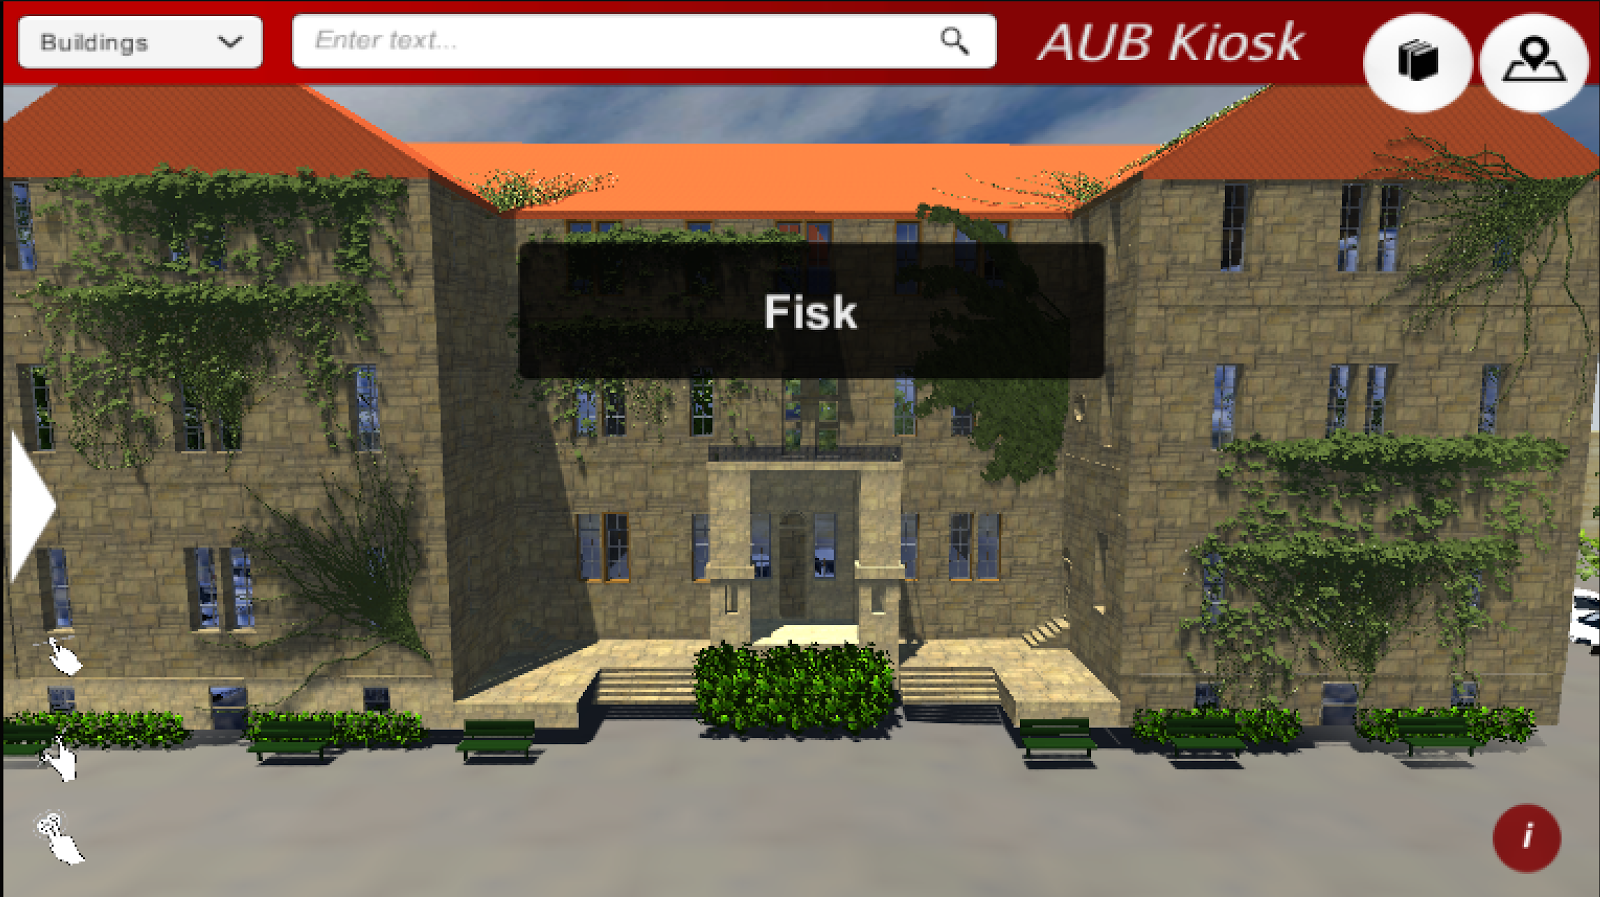 Buildings
Enter text...
AUB Kiosk
Fisk
i